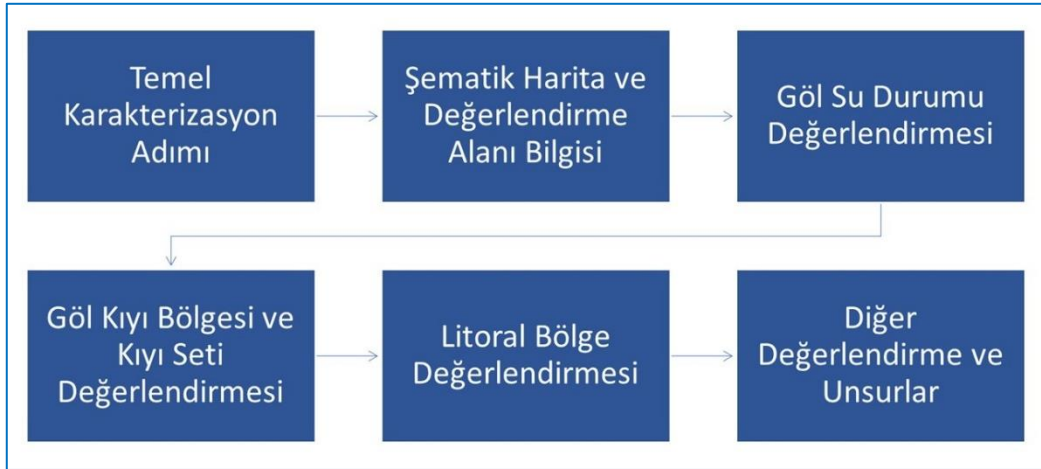 Temel
Karakterizasyon
Adımı
Şematik Harita ve
Değerlendirme
Alanı Bilgisi
Göl Su Durumu
Değerlendirmesi
Göl Kıyı Bölgesi ve
Kıyı Seti
Değerlendirmesi
Litoral Bölge
Değerlendirmesi
Diğer
Değerlendirme ve
Unsurlar